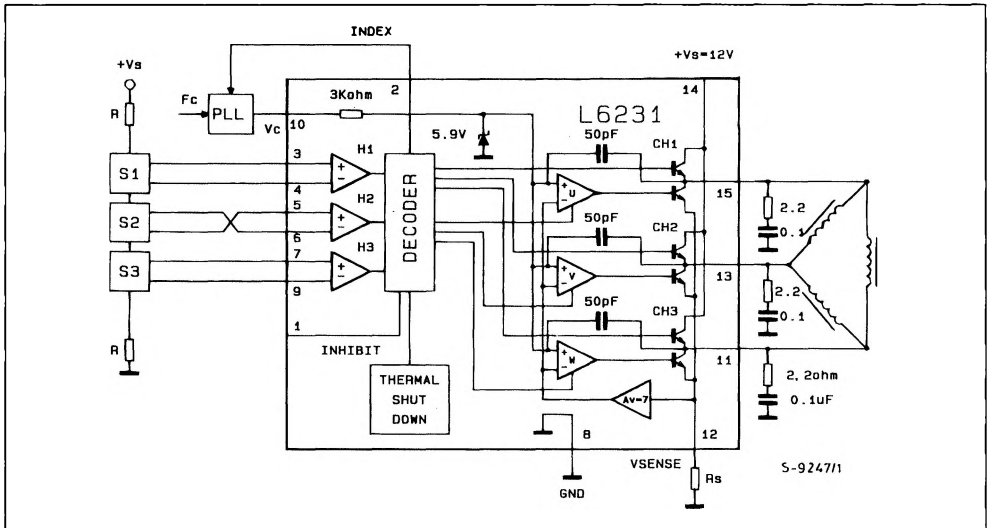 INDEX
+Vs
+Vs=12V
3Kohm
2
14
L6231
Fc
PLL
R
Vc
10
5.9V
50pF
CH1
3
H1
S1
4
U
15
2.2
5
H2
DECODER
CH2
0.1
S2
6
50pF
7
H3
V
13
2.2
S3
9
50pF
CH3
0.1
1
W
11
R
INHIBIT
THERMAL
SHUT
DOWN
Av=7
2,2ohm
0.1uF
8
12
VSENSE
Rs
GND
S-9247/1